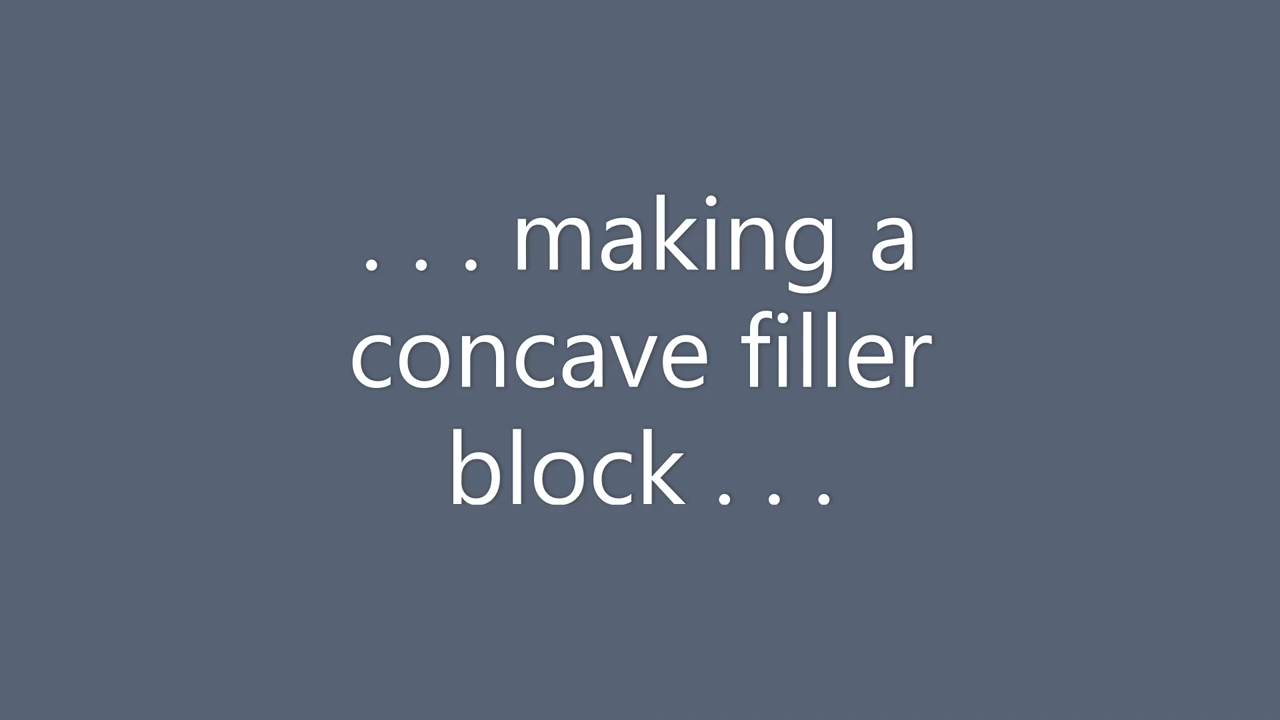 . . . making a
concave filler
block . . .